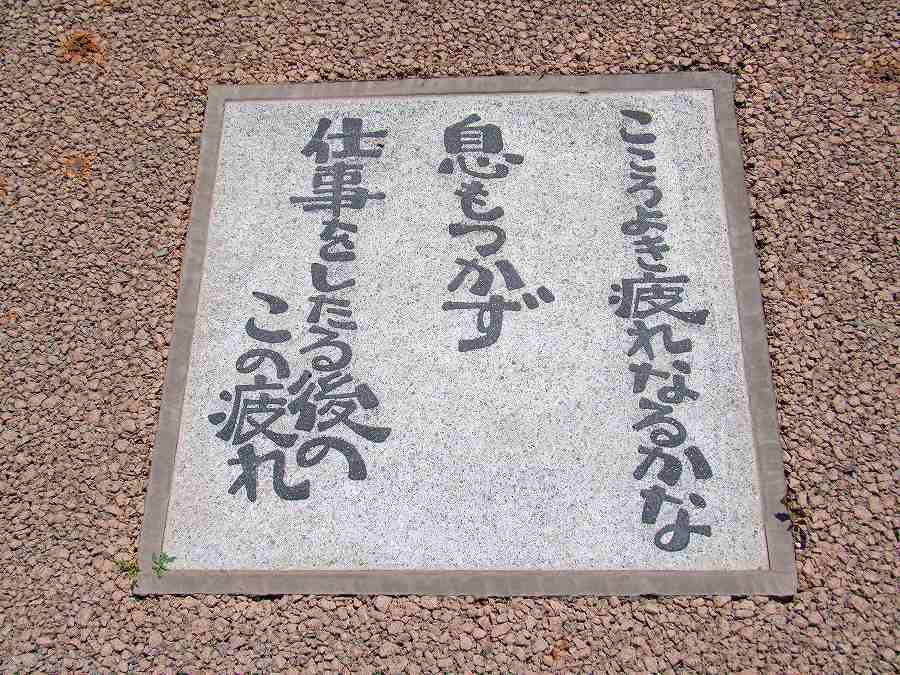 こころよき疲れなるかな
息もつかず
仕事をしたる後の
この疲れ